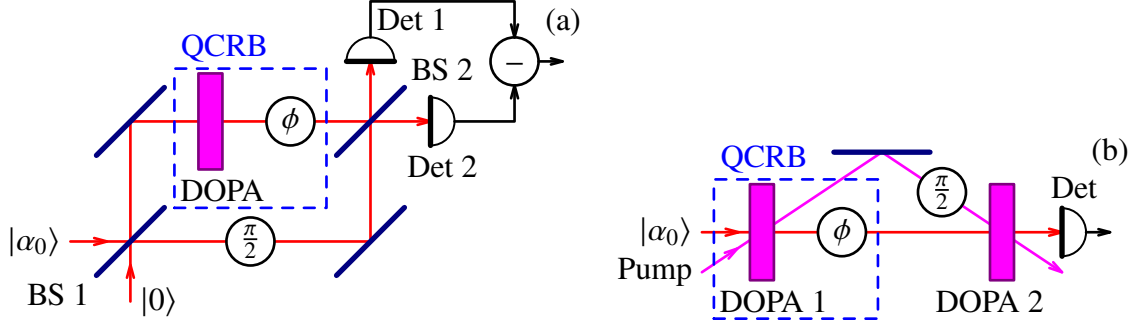 Det 1
(a)
QCRB
BS 2
−
ϕ
Det 2
DOPA
|α₀⟩
π/2
BS 1
|0⟩
(b)
QCRB
π/2
Det
|α₀⟩
ϕ
Pump
DOPA 1
DOPA 2